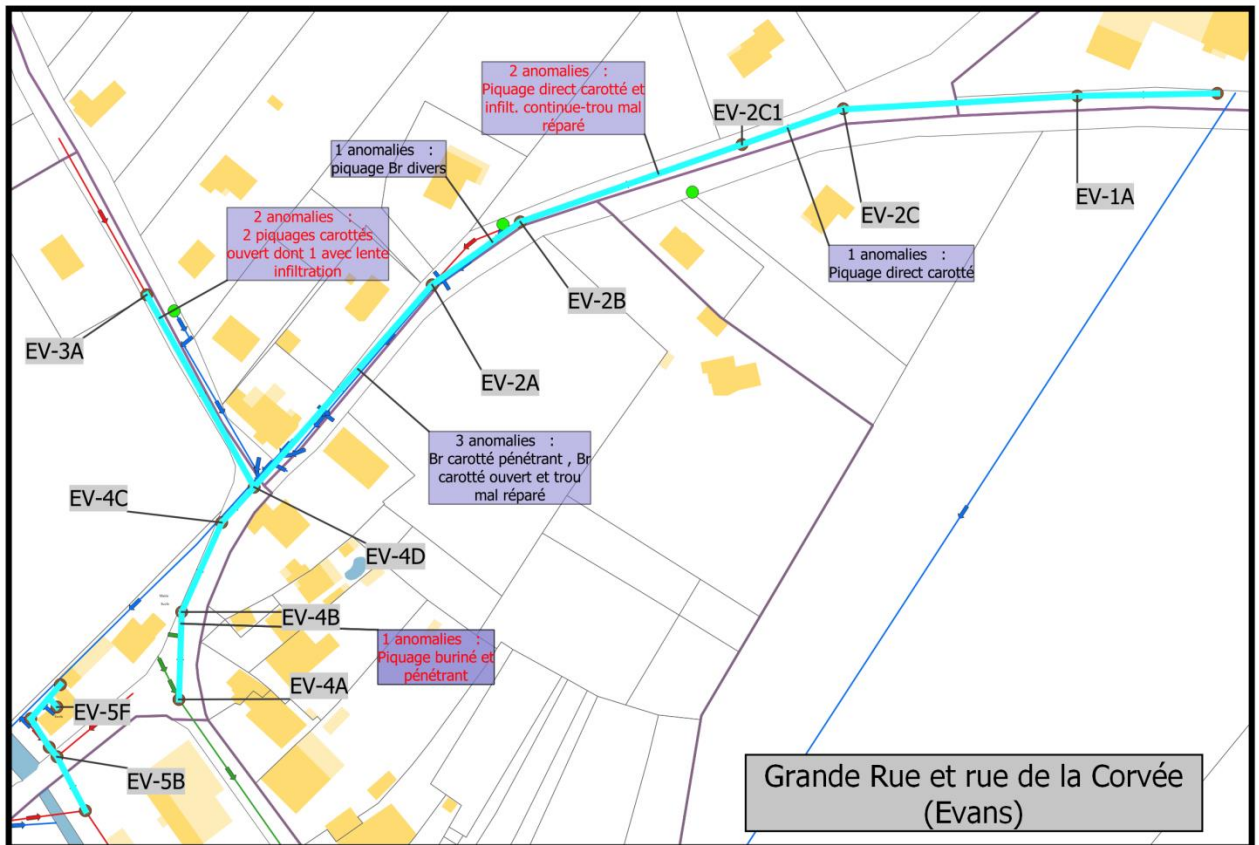 2 anomalies :
Piquage direct carotté et
infilt. continue-trou mal
réparé
EV-2C1
1 anomalies :
piquage Br divers
EV-1A
EV-2C
2 anomalies :
2 piquages carottés
ouvert dont 1 avec lente
infiltration
1 anomalies :
Piquage direct carotté
EV-2B
EV-3A
EV-2A
3 anomalies :
Br carotté pénétrant , Br
carotté ouvert et trou
mal réparé
EV-4C
EV-4D
EV-4B
1 anomalies :
Piquage buriné et
pénétrant
EV-4A
EV-5F
EV-5B
Grande Rue et rue de la Corvée
(Evans)